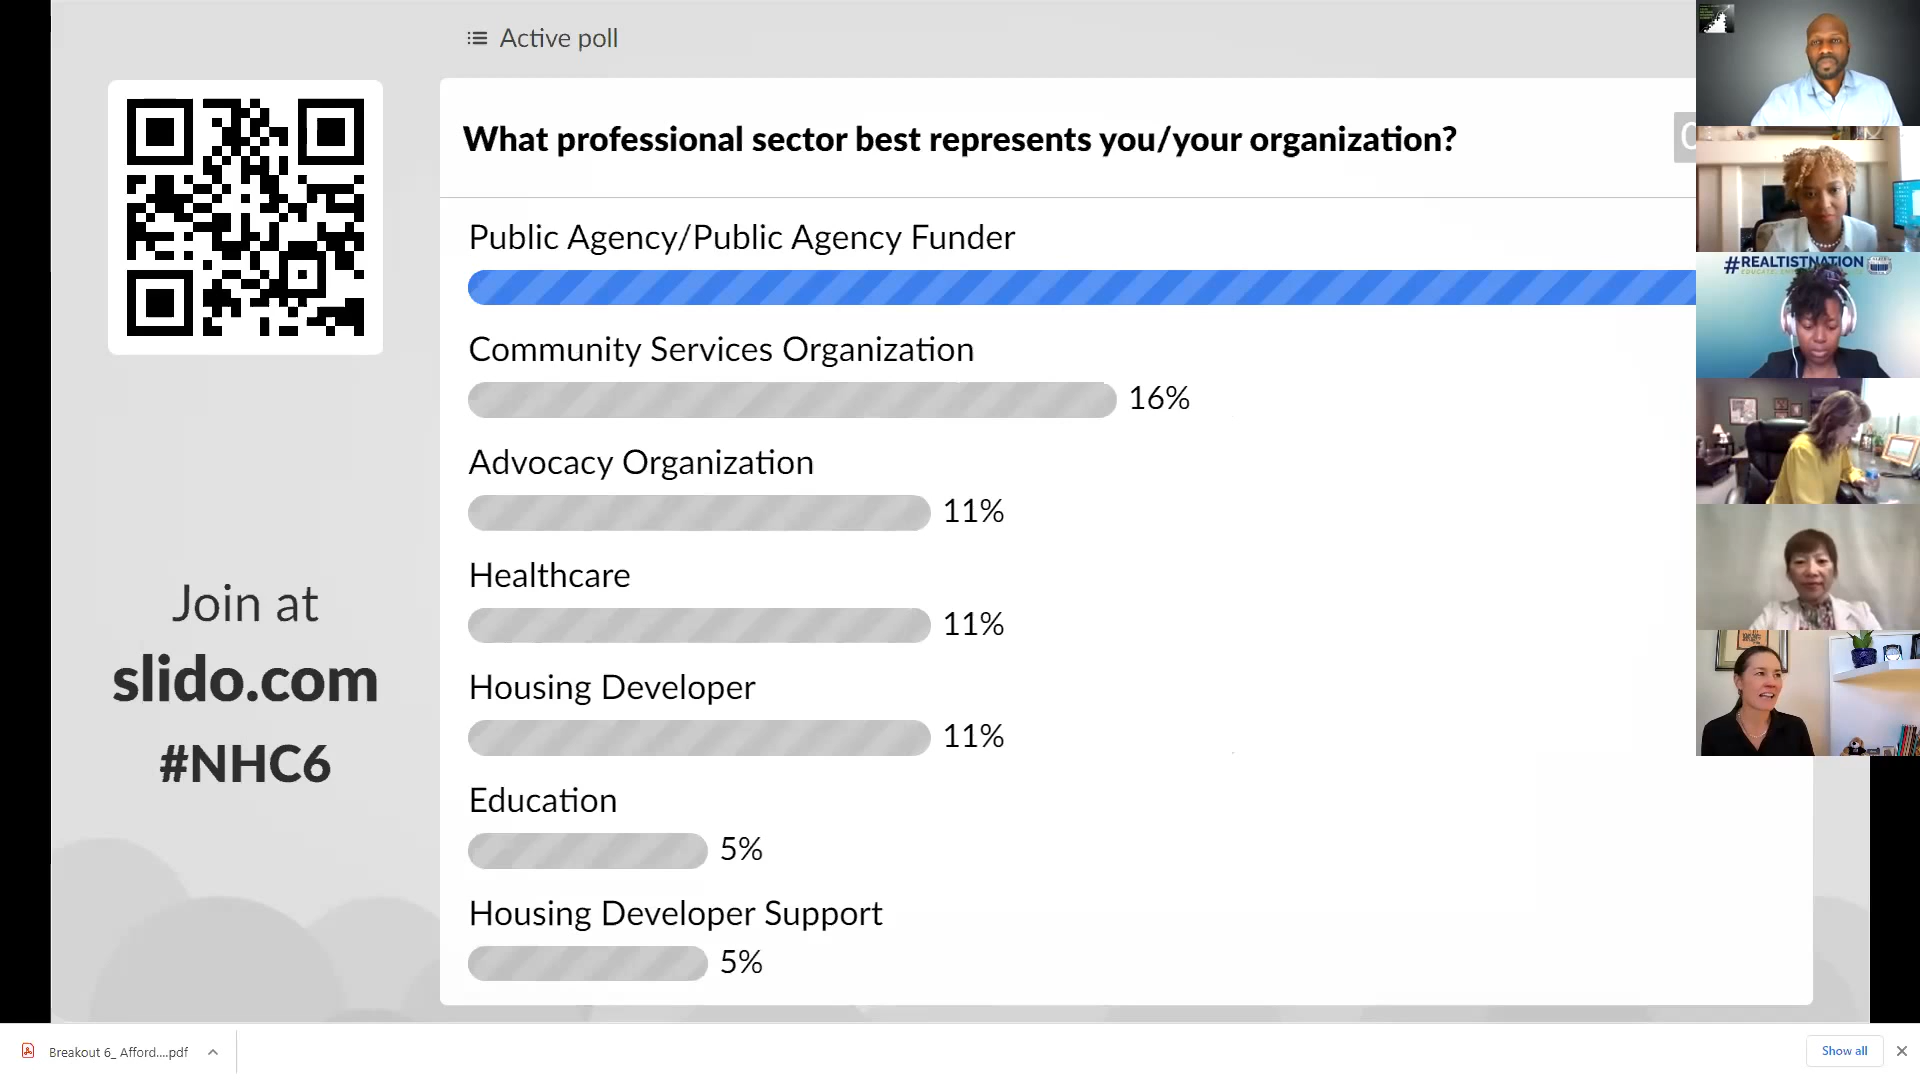 Active poll
What professional sector best represents you/your organization?
Public Agency/Public Agency Funder
Community Services Organization
16%
Advocacy Organization
11%
Healthcare
11%
Housing Developer
11%
Education
5%
Housing Developer Support
5%
Join at
slido.com
#NHC6
#REALTISTNATION
Breakout 6_ Afford....pdf
Show all